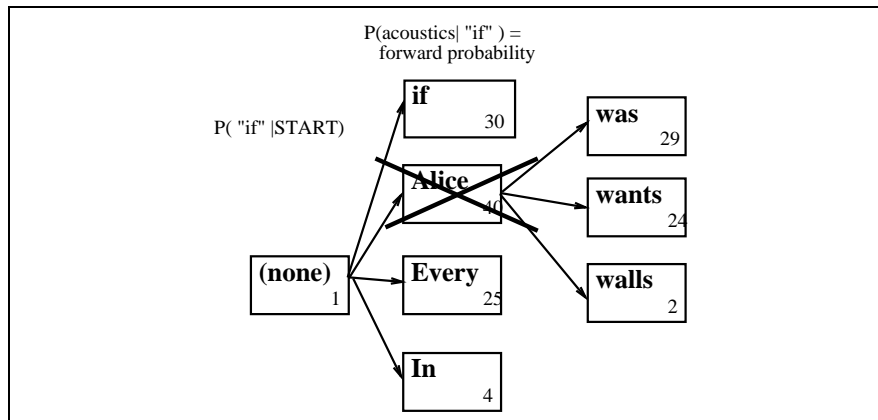 P(acoustics| "if" ) =
forward probability
if
30
P( "if" |START)
was
29
Alice
40
wants
24
(none)
1
Every
25
walls
2
In
4